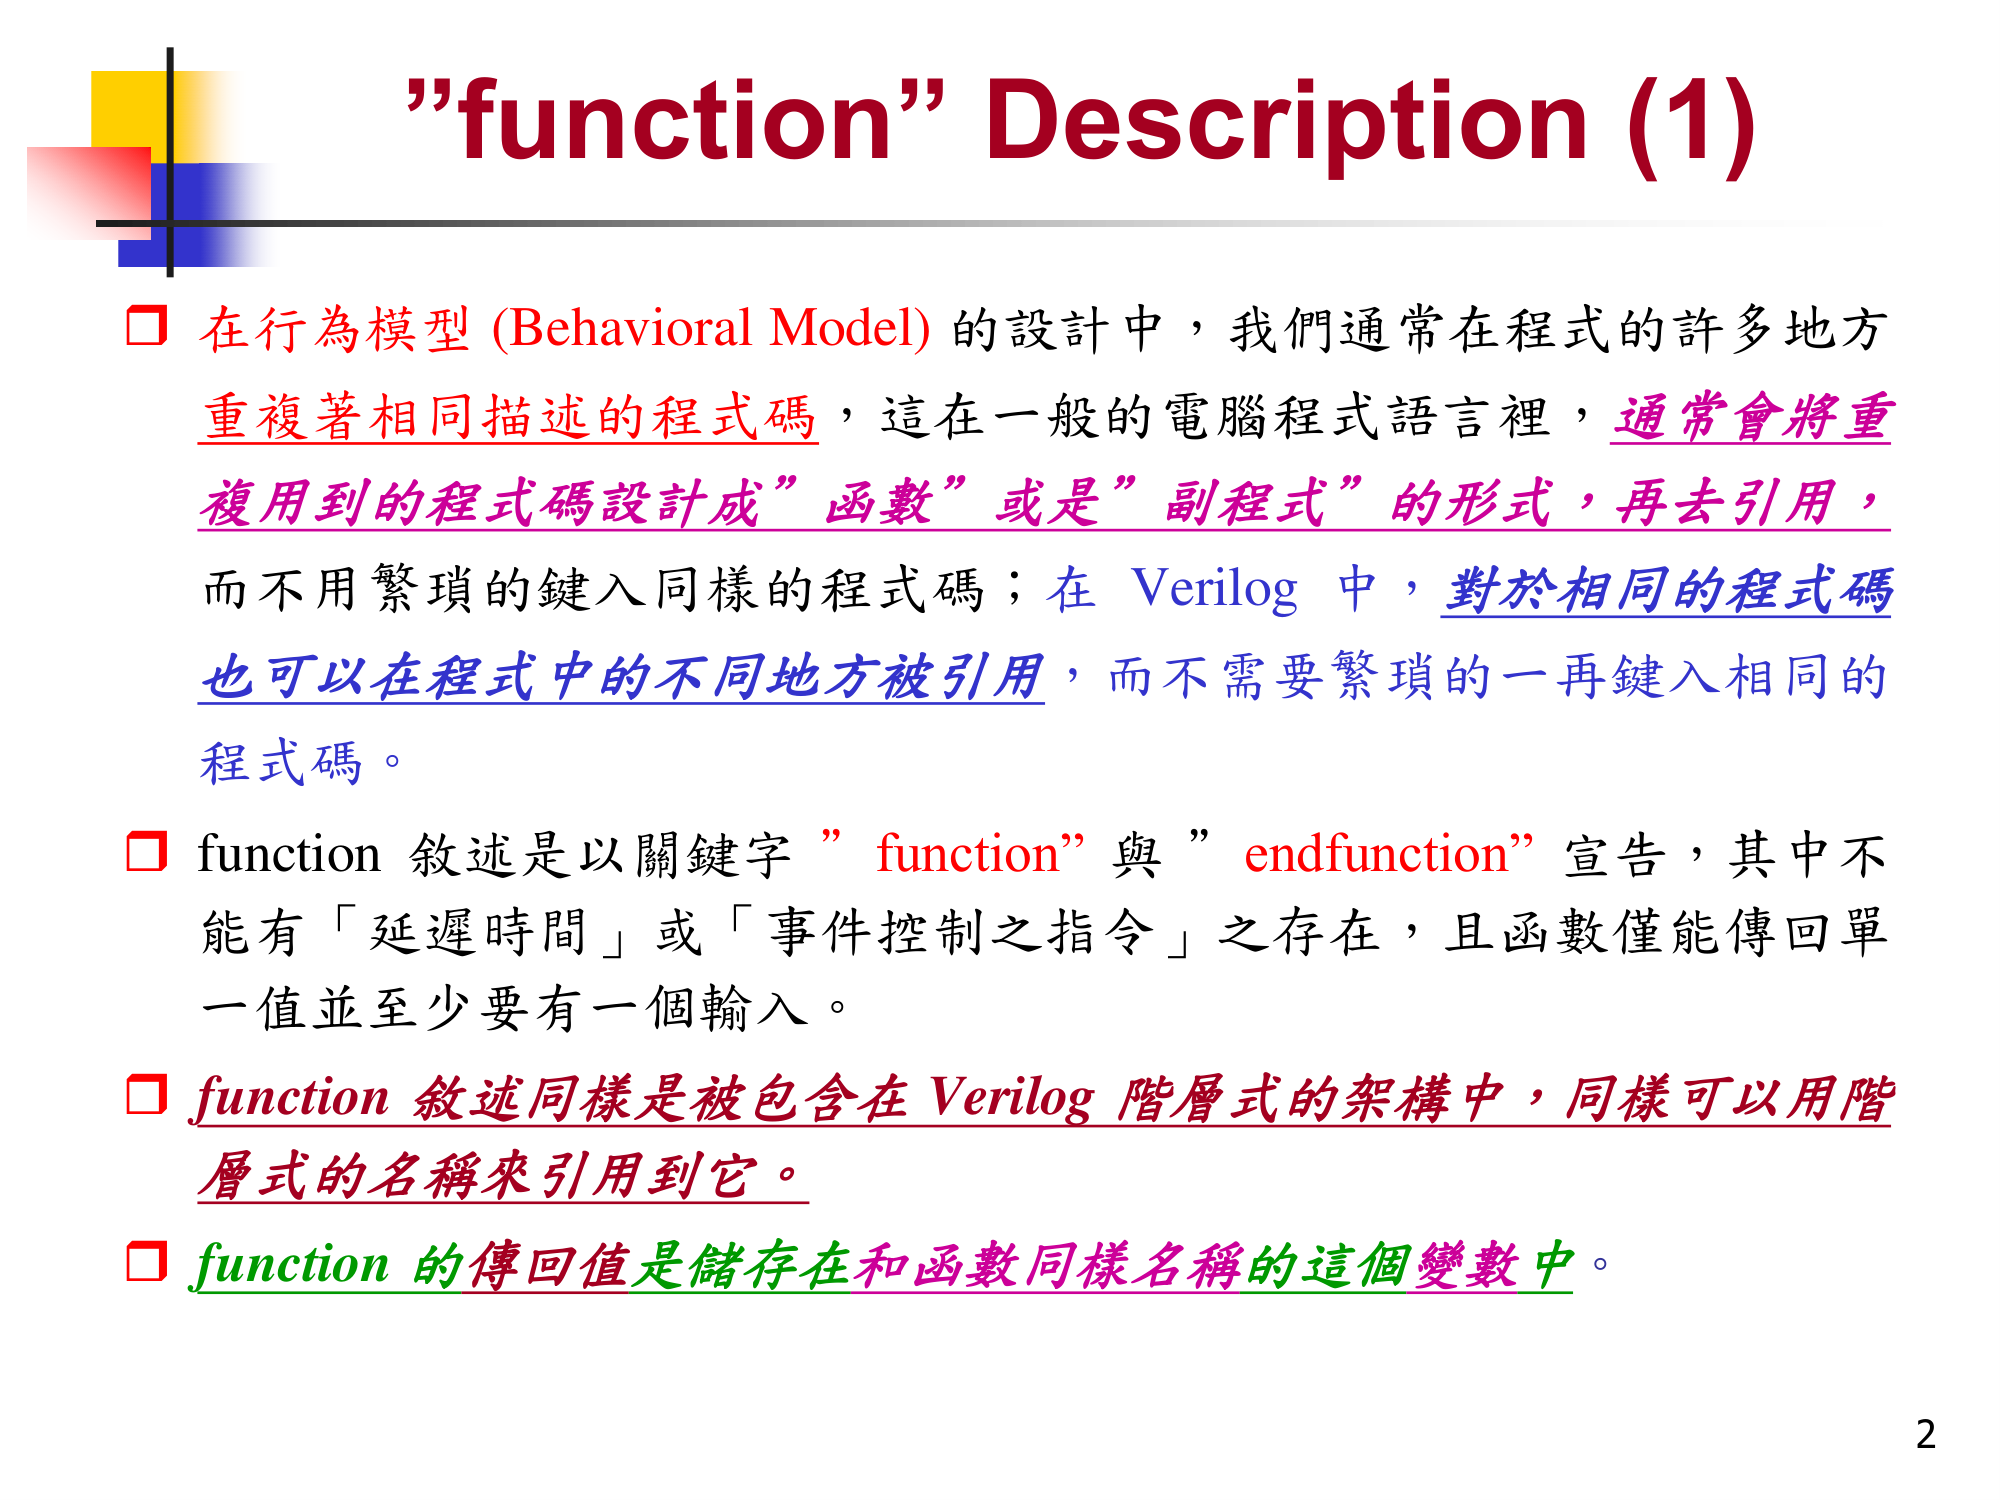 ”function” Description (1)
❒ 在行為模型 (Behavioral Model) 的設計中，我們通常在程式的許多地方
重複著相同描述的程式碼，這在一般的電腦程式語言裡，通常會將重
複用到的程式碼設計成”函數”或是”副程式”的形式，再去引用，
而不用繁瑣的鍵入同樣的程式碼；在 Verilog 中，對於相同的程式碼
也可以在程式中的不同地方被引用，而不需要繁瑣的一再鍵入相同的
程式碼。
❒ function 敘述是以關鍵字 ”function” 與 ”endfunction” 宣告，其中不
能有「延遲時間」或「事件控制之指令」之存在，且函數僅能傳回單
一值並至少要有一個輸入。
❒ function 敘述同樣是被包含在 Verilog 階層式的架構中，同樣可以用階
層式的名稱來引用到它。
❒ function 的傳回值是儲存在和函數同樣名稱的這個變數中。
2